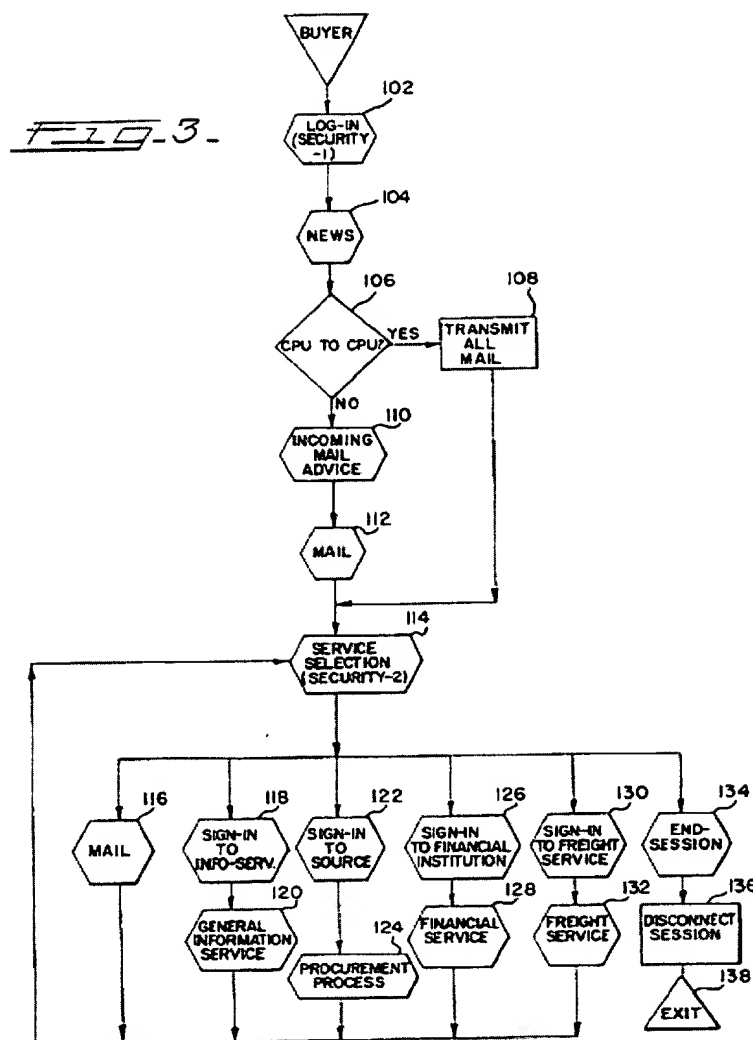 BUYER
Fig. 3.
102
LOG-IN
(SECURITY
-1)
104
NEWS
106
CPU TO CPU?
YES
108
TRANSMIT
ALL
MAIL
NO
110
INCOMING
MAIL
ADVICE
112
MAIL
114
SERVICE
SELECTION
(SECURITY-2)
116
MAIL
118
SIGN-IN
TO
INFO-SERV.
120
GENERAL
INFORMATION
SERVICE
122
SIGN-IN
TO
SOURCE
124
PROCUREMENT
PROCESS
126
SIGN-IN
TO FINANCIAL
INSTITUTION
128
FINANCIAL
SERVICE
130
SIGN-IN
TO FREIGHT
SERVICE
132
FREIGHT
SERVICE
134
END-
SESSION
136
DISCONNECT
SESSION
138
EXIT